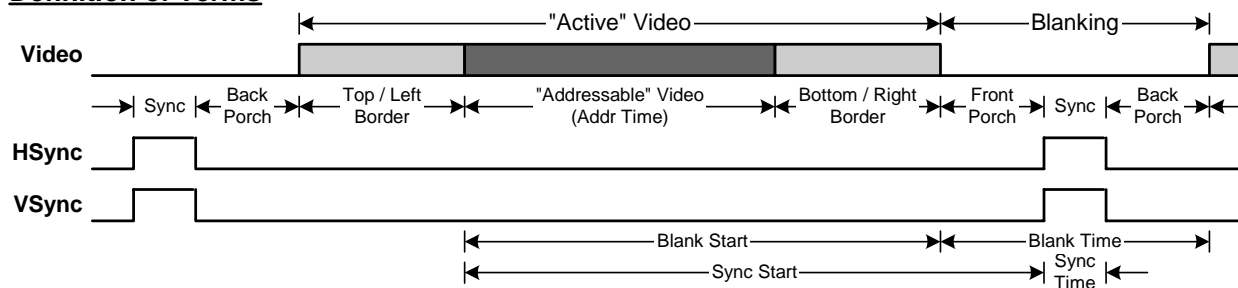 Definition of Terms
"Active" Video Blanking
Video
Sync Back Porch Top / Left Border "Addressable" Video (Addr Time) Bottom / Right Border Front Porch Sync Back Porch
HSync
VSync
Blank Start Blank Time
Sync Start Sync Time